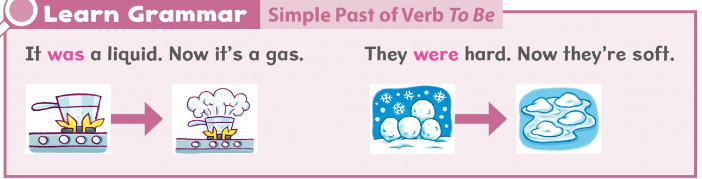 Learn Grammar Simple Past of Verb To Be
It was a liquid. Now it's a gas.
They were hard. Now they're soft.